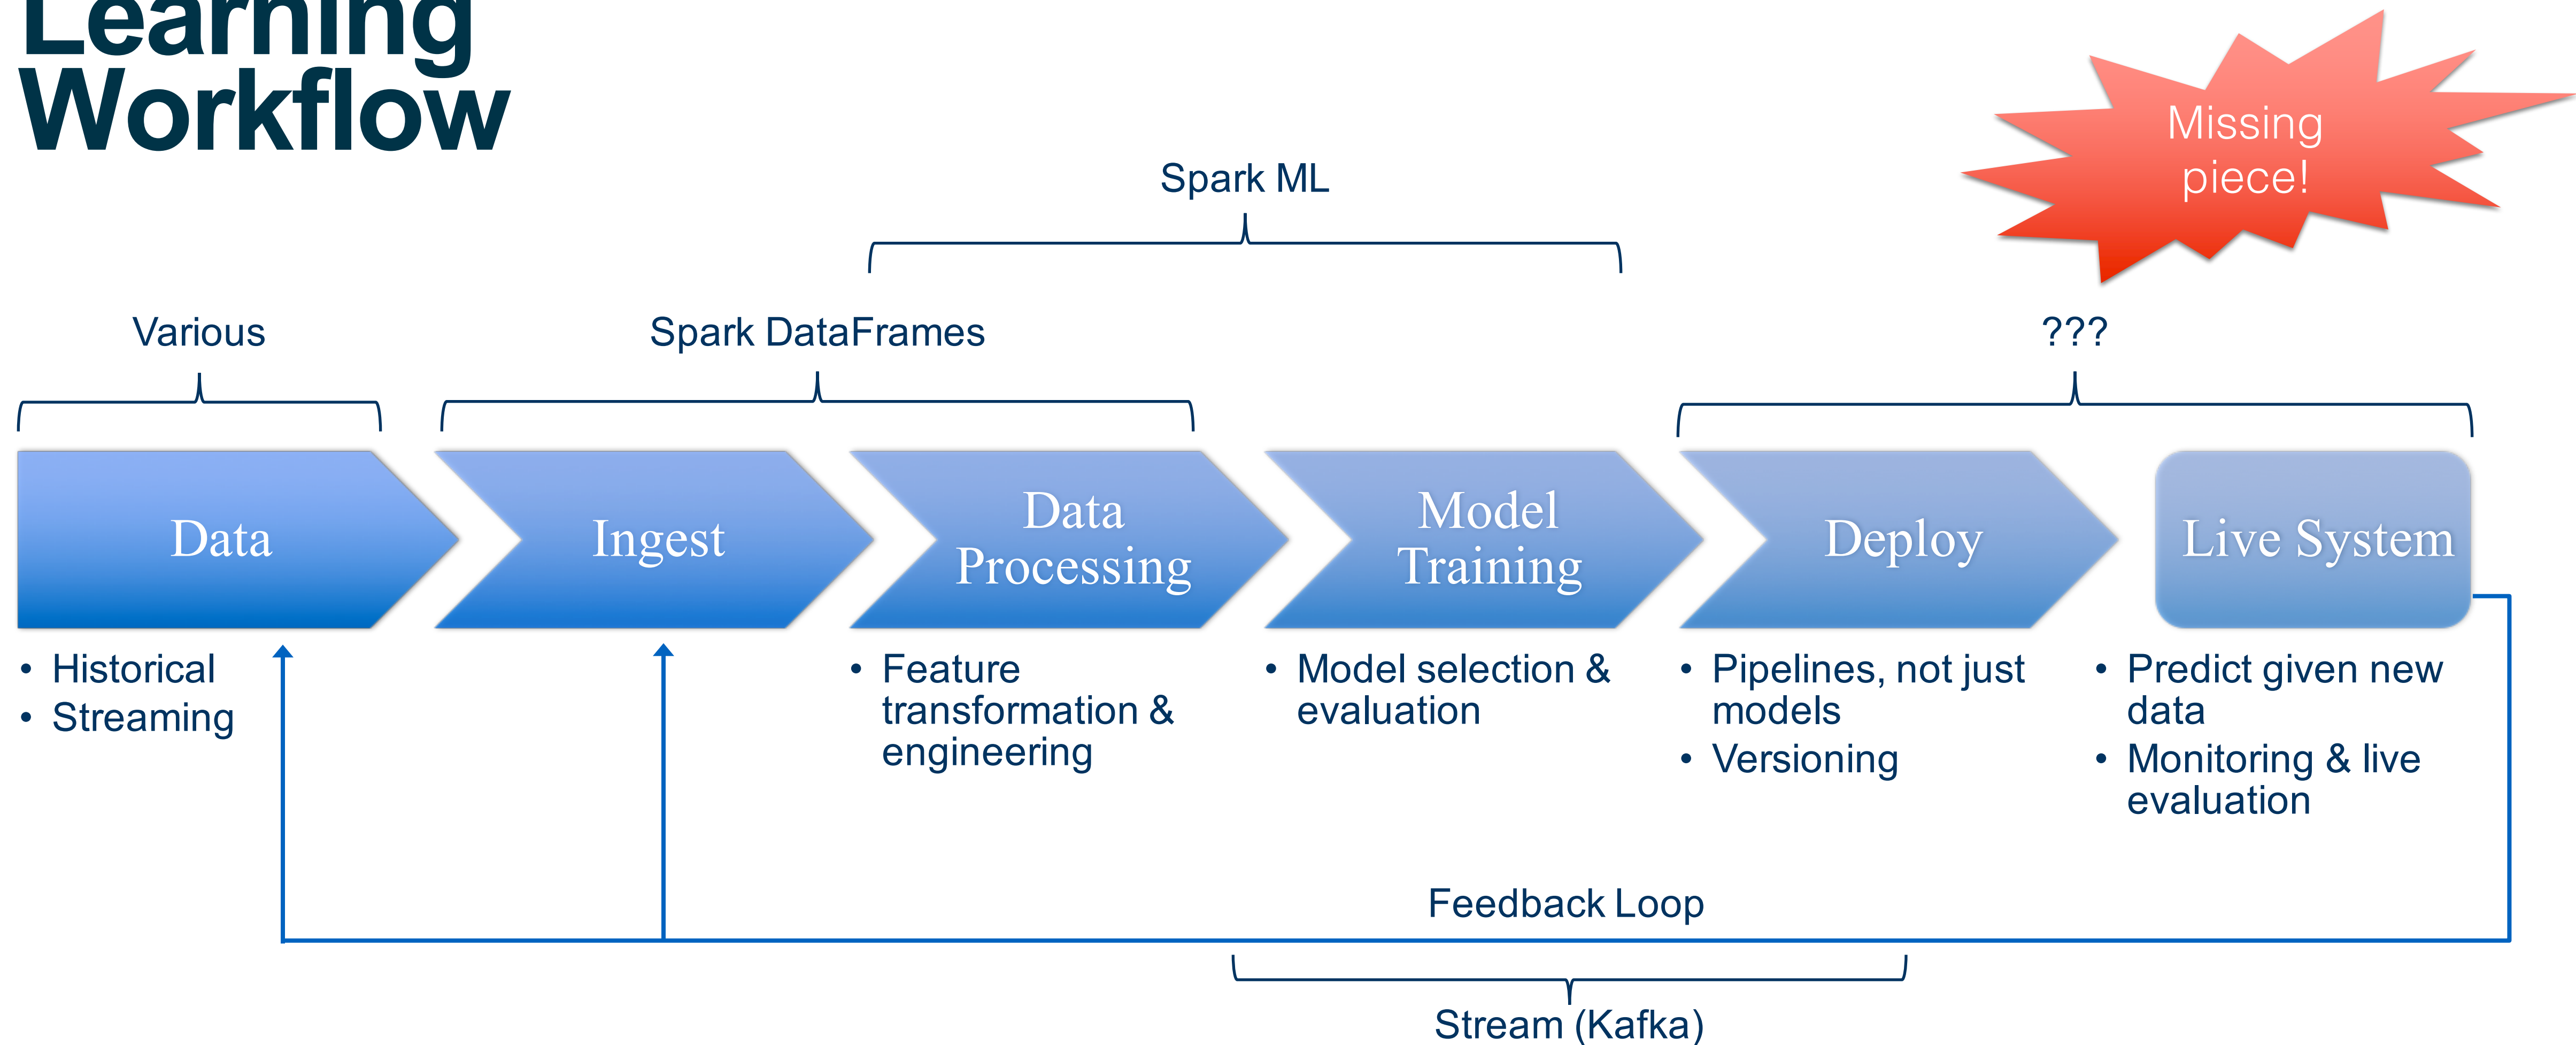 Learning
Workflow
Missing
piece!
Spark ML
Various
Spark DataFrames
???
Data
Ingest
Data
Processing
Model
Training
Deploy
Live System
• Historical
• Streaming
• Feature
transformation &
engineering
• Model selection &
evaluation
• Pipelines, not just
models
• Versioning
• Predict given new
data
• Monitoring & live
evaluation
Feedback Loop
Stream (Kafka)